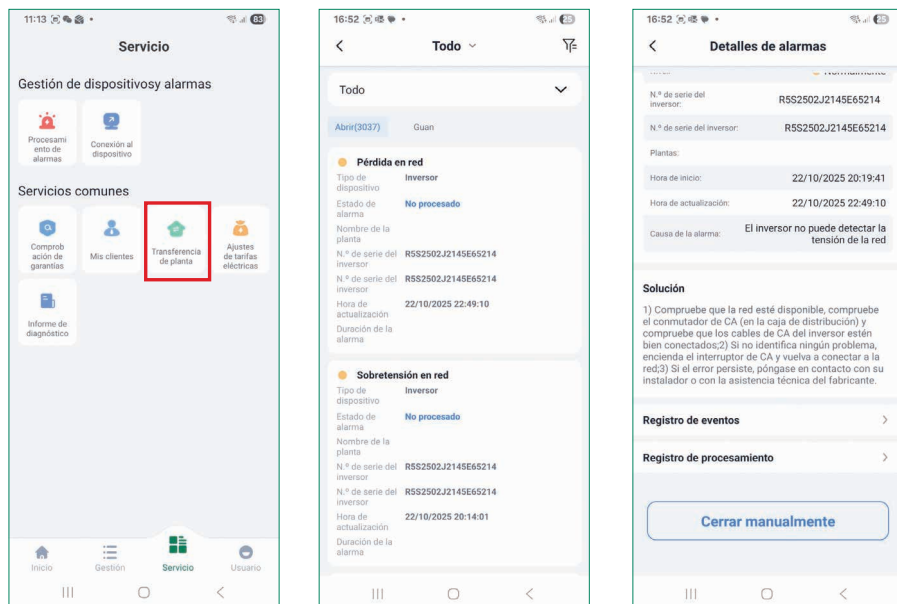 11:13
83
Servicio
Gestión de dispositivosy alarmas
Procesami
ento de
alarmas
Conexión al
dispositivo
Servicios comunes
Comprob
ación de
garantías
Mis clientes
Transferencia
de planta
Ajustes
de tarifas
eléctricas
Informe de
diagnóstico
Inicio
Gestión
Servicio
Usuario
16:52
Todo
Todo
Abrir(3037)
Guan
Pérdida en red
Tipo de
dispositivo
Inversor
Estado de
alarma
No procesado
Nombre de la
planta
N.º de serie del
inversor
R5S2502J2145E65214
N.º de serie del
inversor
R5S2502J2145E65214
Hora de
actualización
22/10/2025 22:49:10
Duración de la
alarma
Sobretensión en red
Tipo de
dispositivo
Inversor
Estado de
alarma
No procesado
Nombre de la
planta
N.º de serie del
inversor
R5S2502J2145E65214
N.º de serie del
inversor
R5S2502J2145E65214
Hora de
actualización
22/10/2025 20:14:01
Duración de la
alarma
16:52
Detalles de alarmas
N.º de serie del
inversor:
R5S2502J2145E65214
N.º de serie del inversor:
R5S2502J2145E65214
Plantas:
Hora de inicio:
22/10/2025 20:19:41
Hora de actualización:
22/10/2025 22:49:10
Causa de la alarma:
El inversor no puede detectar la
tensión de la red
Solución
1) Compruebe que la red esté disponible, compruebe
el conmutador de CA (en la caja de distribución) y
compruebe que los cables de CA del inversor estén
bien conectados;2) Si no identifica ningún problema,
encienda el interruptor de CA y vuelva a conectar a la
red;3) Si el error persiste, póngase en contacto con su
instalador o con la asistencia técnica del fabricante.
Registro de eventos
Registro de procesamiento
Cerrar manualmente